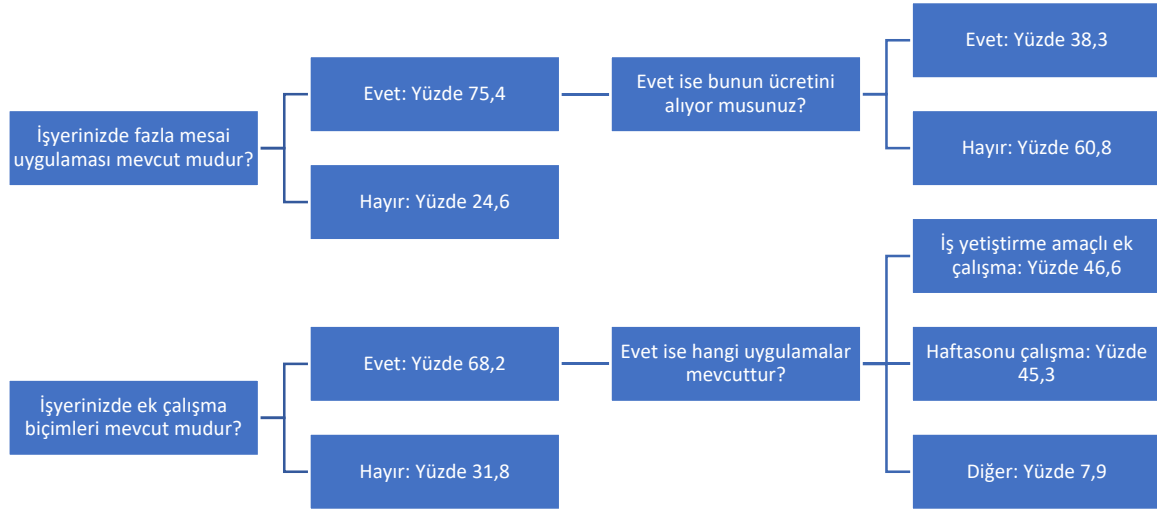 İşyerinizde fazla mesai
uygulaması mevcut mudur?
Evet: Yüzde 75,4
Evet ise bunun ücretini
alıyor musunuz?
Evet: Yüzde 38,3
Hayır: Yüzde 60,8
Hayır: Yüzde 24,6
İşyerinizde ek çalışma
biçimleri mevcut mudur?
Evet: Yüzde 68,2
Evet ise hangi uygulamalar
mevcuttur?
İş yetiştirme amaçlı ek
çalışma: Yüzde 46,6
Haftasonu çalışma: Yüzde
45,3
Diğer: Yüzde 7,9
Hayır: Yüzde 31,8